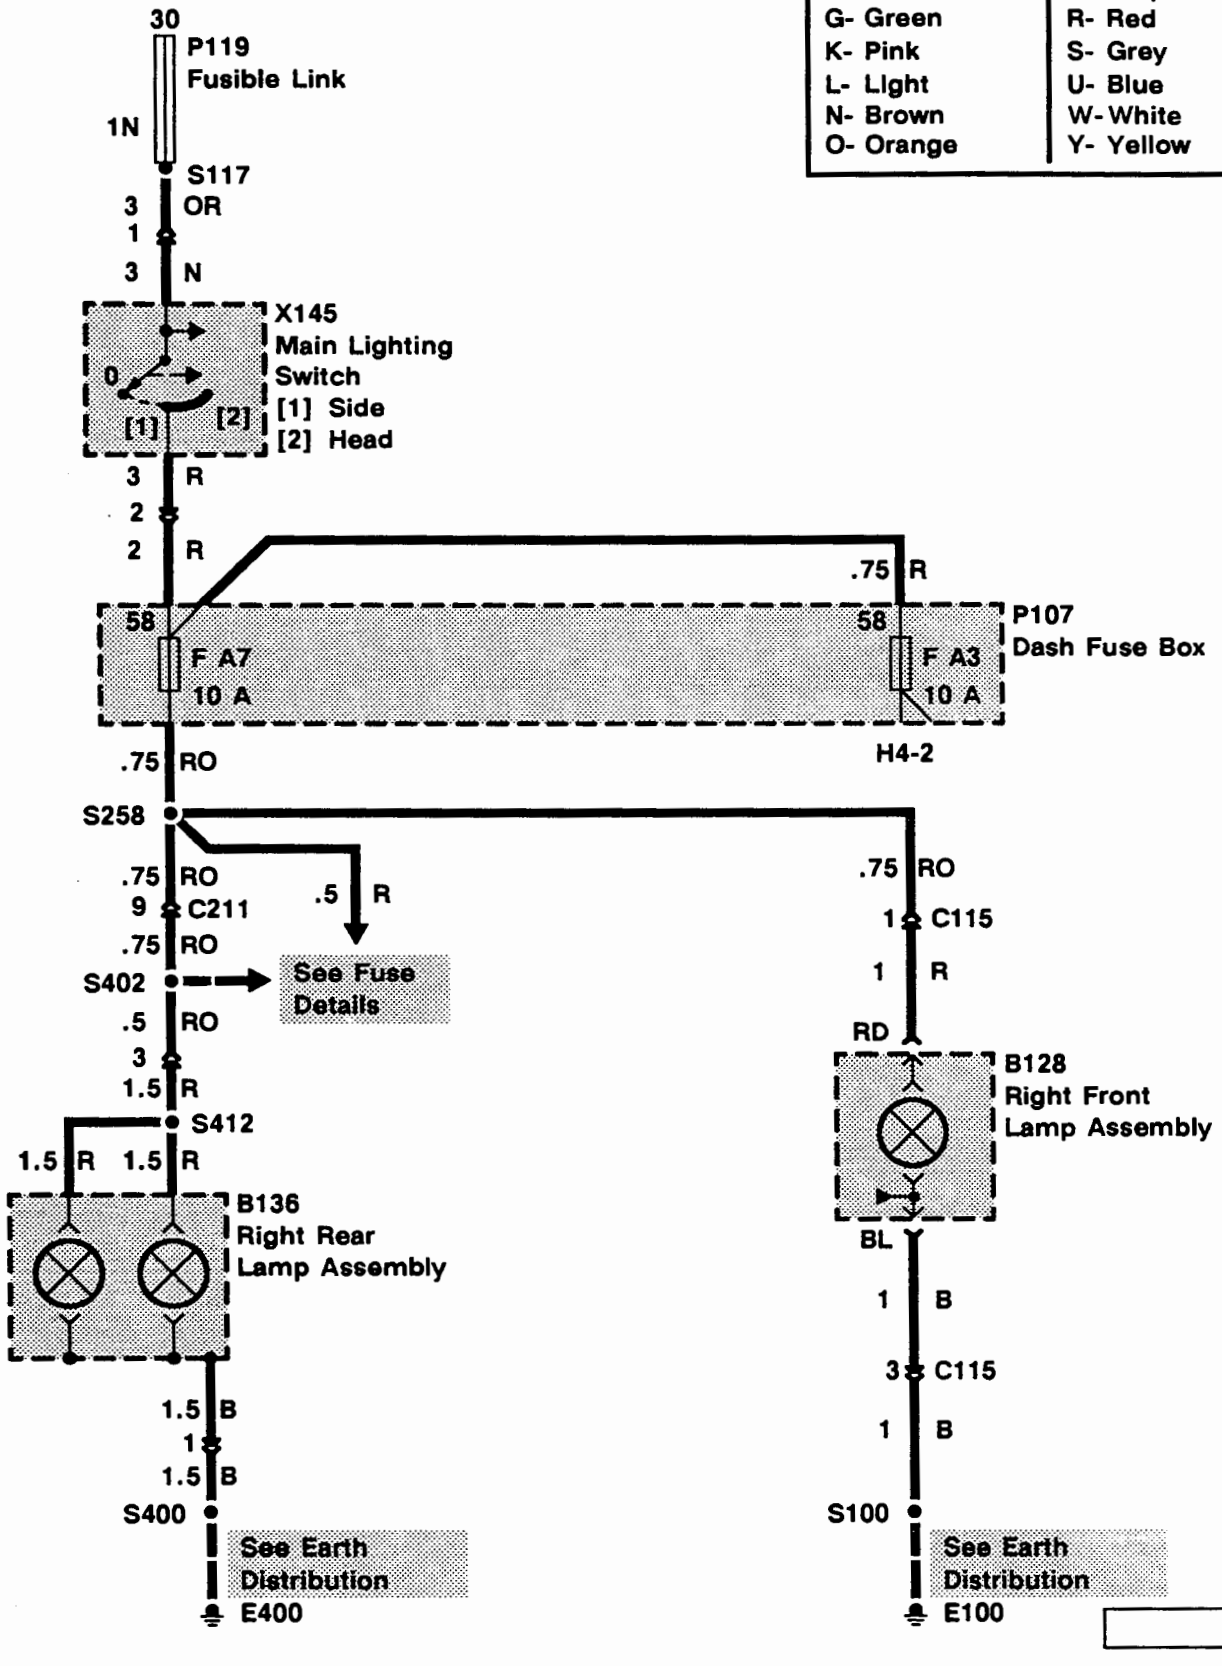 30
P119
Fusible Link
1N
S117
3 OR
1
3 N
G- Green R- Red
K- Pink S- Grey
L- Light U- Blue
N- Brown W- White
O- Orange Y- Yellow
X145
Main Lighting
Switch
[1] Side
[2] Head
0
[1] [2]
3 R
2
2 R
.75 R
58 58
F A7 F A3
10 A 10 A
P107
Dash Fuse Box
H4-2
.75 RO
S258
.75 RO
9 C211
.75 RO
.5 R
S402
See Fuse
Details
.5 RO
3
1.5 R
S412
1.5 R 1.5 R
B136
Right Rear
Lamp Assembly
1.5 B
1
1.5 B
S400
See Earth
Distribution
E400
.75 RO
1 C115
1 R
RD
B128
Right Front
Lamp Assembly
BL
1 B
3 C115
1 B
S100
See Earth
Distribution
E100